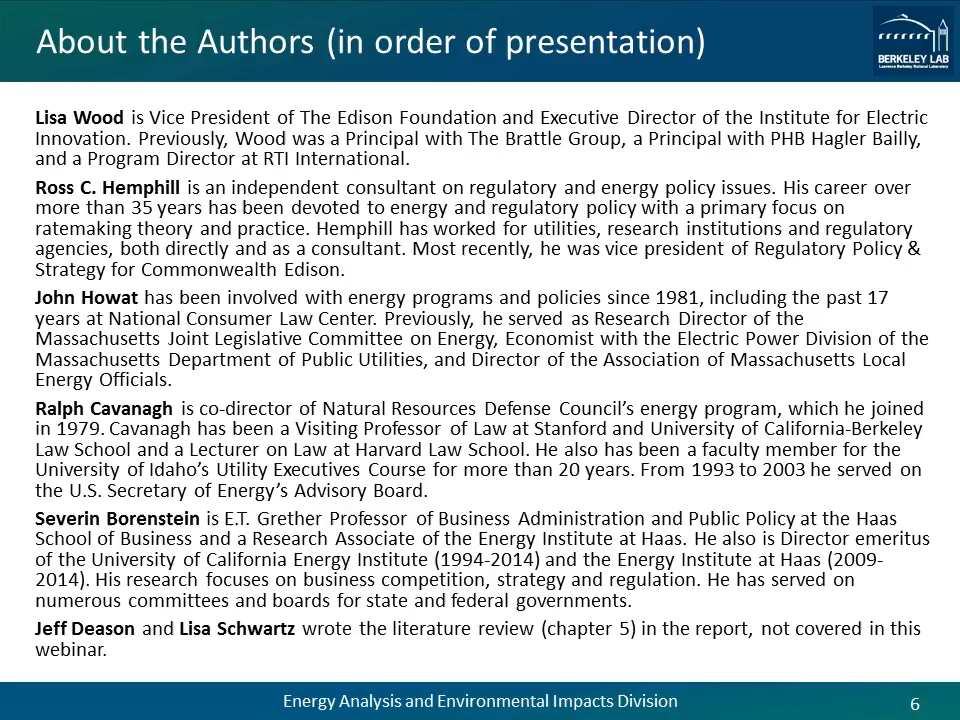 About the Authors (in order of presentation)
BERKELEY LAB
Lawrence Berkeley National Laboratory
Lisa Wood is Vice President of The Edison Foundation and Executive Director of the Institute for Electric
Innovation. Previously, Wood was a Principal with The Brattle Group, a Principal with PHB Hagler Bailly,
and a Program Director at RTI International.
Ross C. Hemphill is an independent consultant on regulatory and energy policy issues. His career over
more than 35 years has been devoted to energy and regulatory policy with a primary focus on
ratemaking theory and practice. Hemphill has worked for utilities, research institutions and regulatory
agencies, both directly and as a consultant. Most recently, he was vice president of Regulatory Policy &
Strategy for Commonwealth Edison.
John Howat has been involved with energy programs and policies since 1981, including the past 17
years at National Consumer Law Center. Previously, he served as Research Director of the
Massachusetts Joint Legislative Committee on Energy, Economist with the Electric Power Division of the
Massachusetts Department of Public Utilities, and Director of the Association of Massachusetts Local
Energy Officials.
Ralph Cavanagh is co-director of Natural Resources Defense Council’s energy program, which he joined
in 1979. Cavanagh has been a Visiting Professor of Law at Stanford and University of California-Berkeley
Law School and a Lecturer on Law at Harvard Law School. He also has been a faculty member for the
University of Idaho’s Utility Executives Course for more than 20 years. From 1993 to 2003 he served on
the U.S. Secretary of Energy’s Advisory Board.
Severin Borenstein is E.T. Grether Professor of Business Administration and Public Policy at the Haas
School of Business and a Research Associate of the Energy Institute at Haas. He also is Director emeritus
of the University of California Energy Institute (1994-2014) and the Energy Institute at Haas (2009-
2014). His research focuses on business competition, strategy and regulation. He has served on
numerous committees and boards for state and federal governments.
Jeff Deason and Lisa Schwartz wrote the literature review (chapter 5) in the report, not covered in this
webinar.
Energy Analysis and Environmental Impacts Division
6